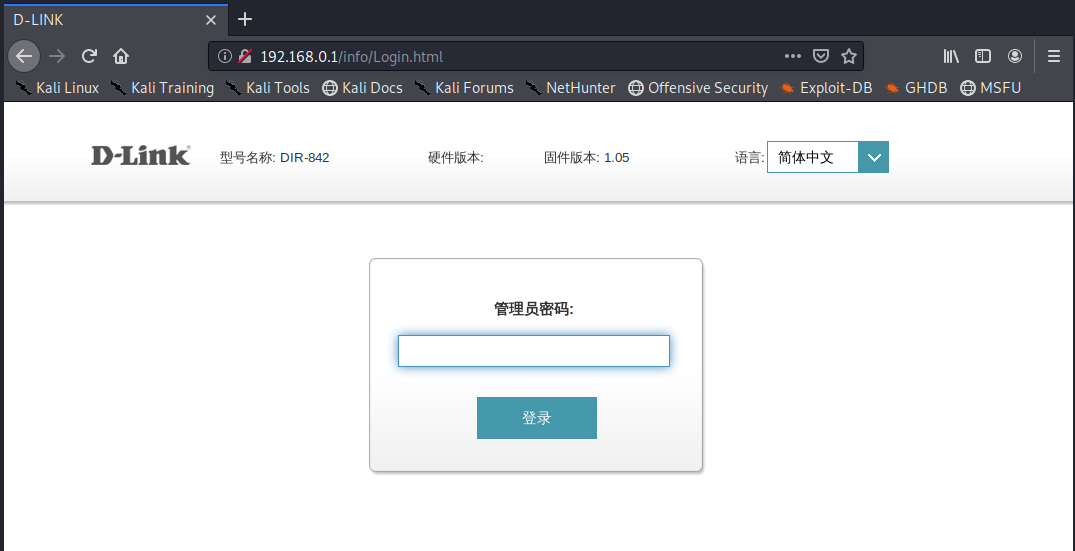 D-LINK
192.168.0.1/info/Login.html
Kali Linux Kali Training Kali Tools Kali Docs Kali Forums NetHunter Offensive Security Exploit-DB GHDB MSFU
D-Link 型号名称: DIR-842 硬件版本: 固件版本: 1.05 语言: 简体中文
管理员密码:
登录